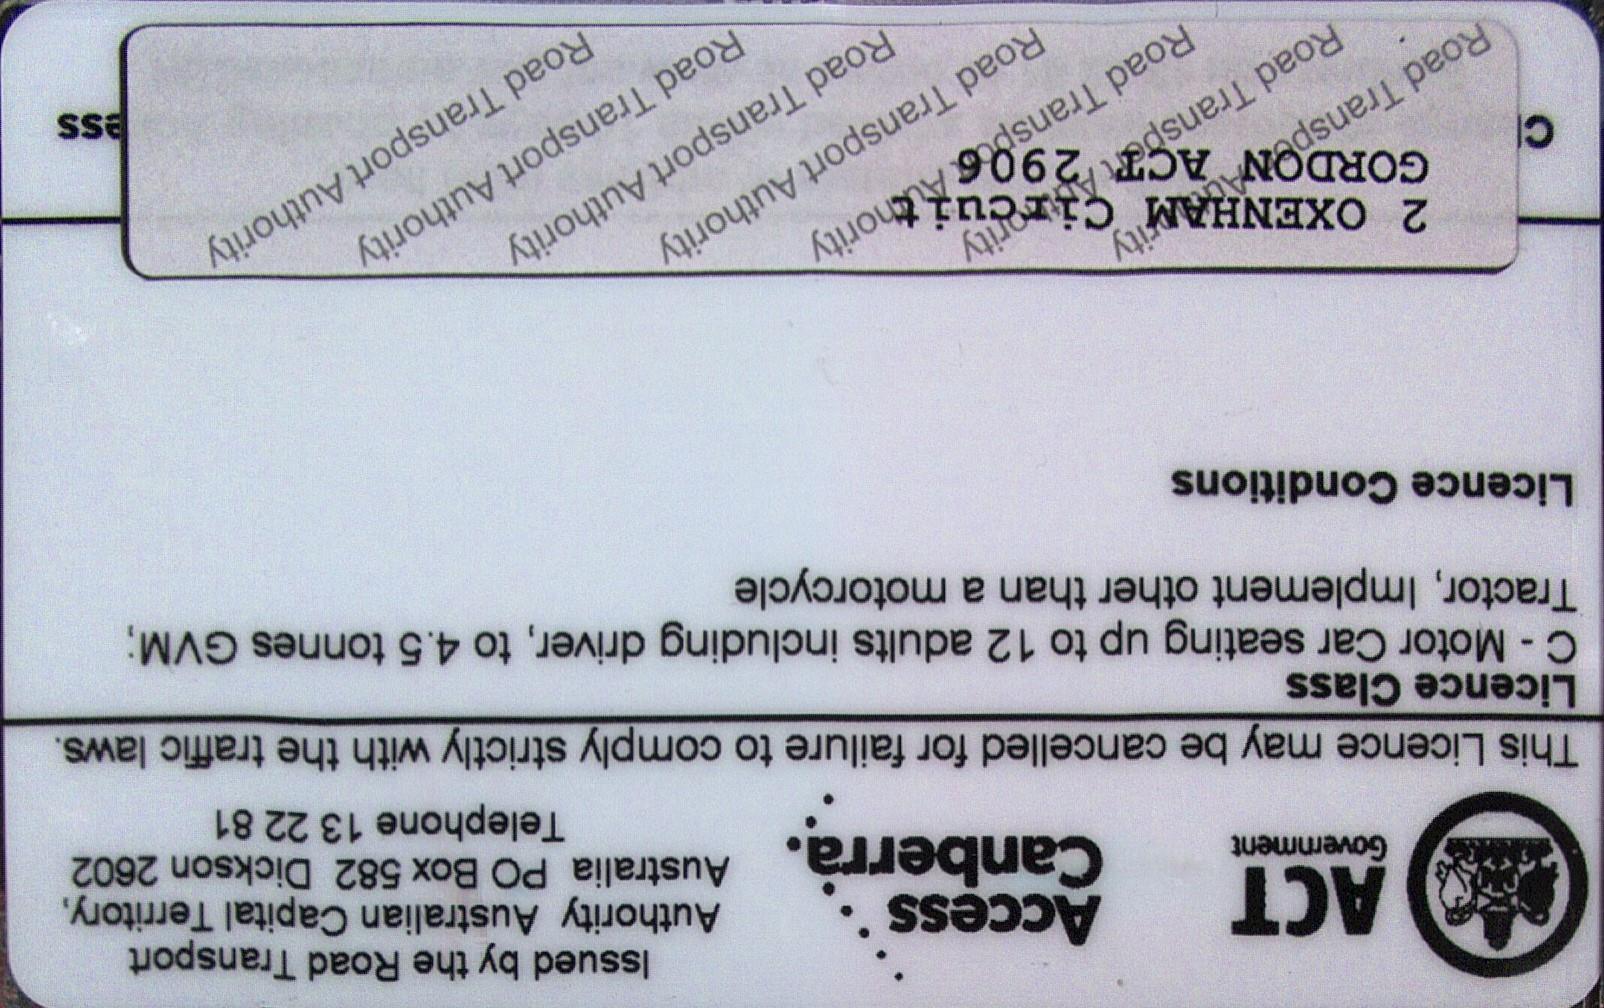 Issued by the Road Transport
Authority Australian Capital Territory,
Australia PO Box 582 Dickson 2602
Telephone 13 22 81
ACT
Government
Access
Canberra.
This Licence may be cancelled for failure to comply strictly with the traffic laws.
Licence Class
C - Motor Car seating up to 12 adults including driver, to 4.5 tonnes GVM;
Tractor, Implement other than a motorcycle
Licence Conditions
2 OXENHAM Circuit
GORDON ACT 2906
Road Transport Authority
Road Transport Authority
Road Transport Authority
Road Transport Authority
Road Transport Authority
Road Transport Authority
Road Transport Authority